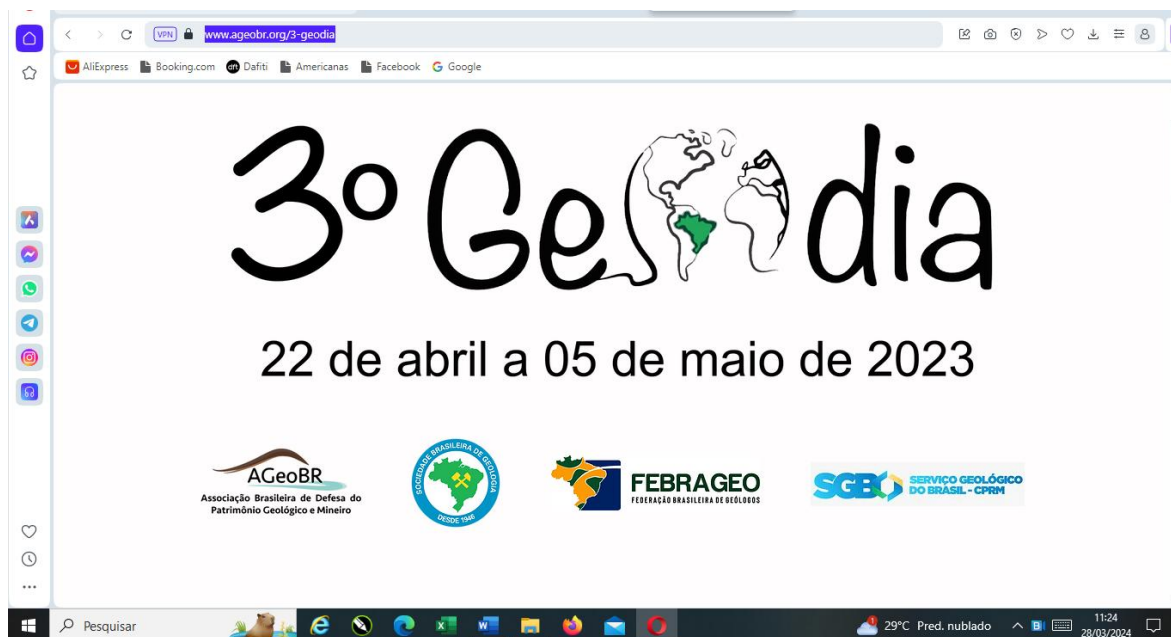 VPN
www.ageobr.org/3-geodia
AliExpress
Booking.com
dft
Dafiti
Americanas
Facebook
G Google
3º Geodia
22 de abril a 05 de maio de 2023
AGeoBR
Associação Brasileira de Defesa do
Patrimônio Geológico e Mineiro
SOCIEDADE BRASILEIRA DE GEOLOGIA
DESDE 1946
FEBRAGEO
FEDERAÇÃO BRASILEIRA DE GEÓLOGOS
SGB
SERVIÇO GEOLÓGICO
DO BRASIL - CPRM
Pesquisar
29°C Pred. nublado
11:24
28/03/2024